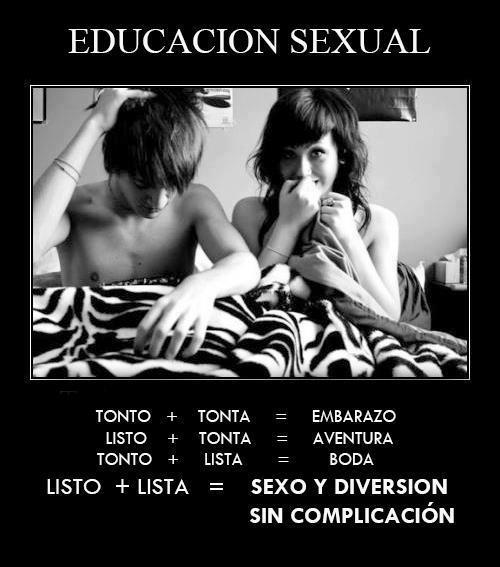 EDUCACION SEXUAL
TONTO + TONTA = EMBARAZO
LISTO + TONTA = AVENTURA
TONTO + LISTA = BODA
LISTO + LISTA = SEXO Y DIVERSION
SIN COMPLICACIÓN